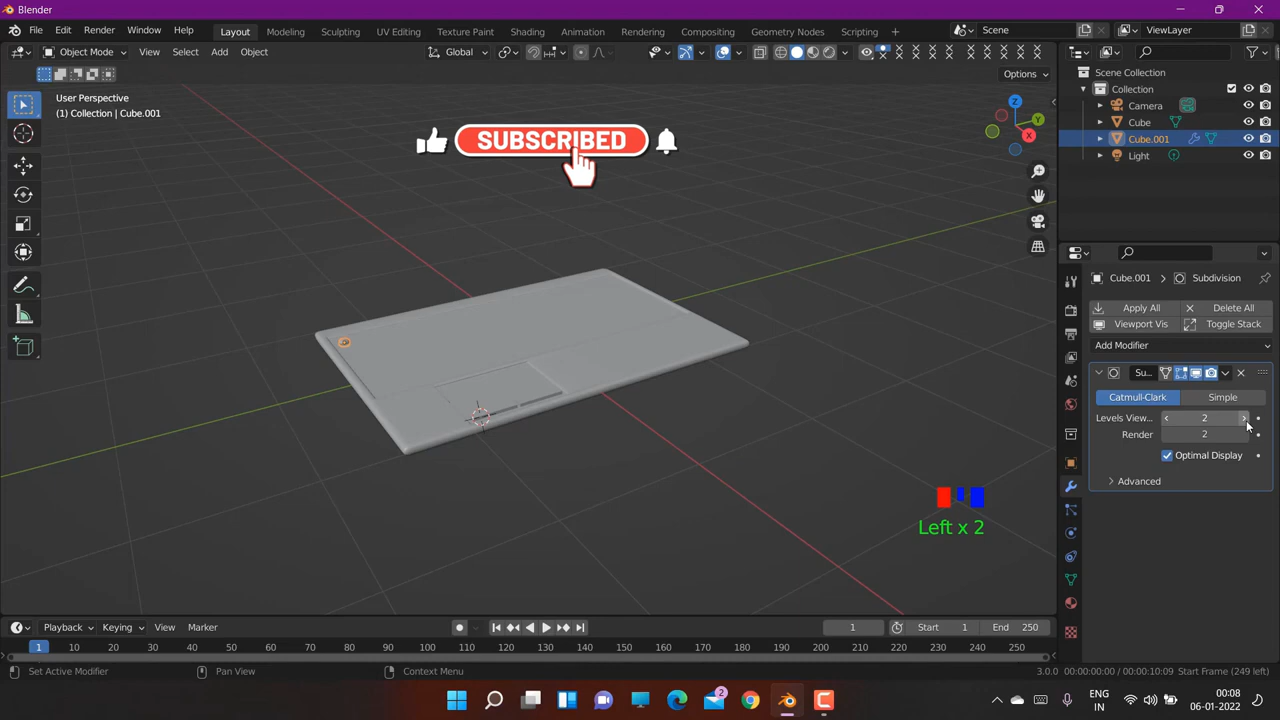 Blender
File Edit Render Window Help Layout Modeling Sculpting UV Editing Texture Paint Shading Animation Rendering Compositing Geometry Nodes Scripting + Scene ViewLayer
Object Mode View Select Add Object Global
Options
User Perspective
(1) Collection | Cube.001
SUBSCRIBED
Z
Y
X
Scene Collection
Collection
Camera
Cube
Cube.001
Light
Cube.001 > Subdivision
Apply All Delete All
Viewport Vis Toggle Stack
Add Modifier
Su...
Catmull-Clark Simple
Levels View... 2
Render 2
Optimal Display
Advanced
Left x 2
Playback Keying View Marker 1 Start 1 End 250
1 10 20 30 40 50 60 70 80 90 100 110 120 130 140 150 160 170 180 190 200 210 220 230 240 250
Set Active Modifier Pan View Context Menu 3.0.0 00:00:00:00 / 00:00:10:09 Start Frame (249 left)
2
ENG
IN
00:08
06-01-2022